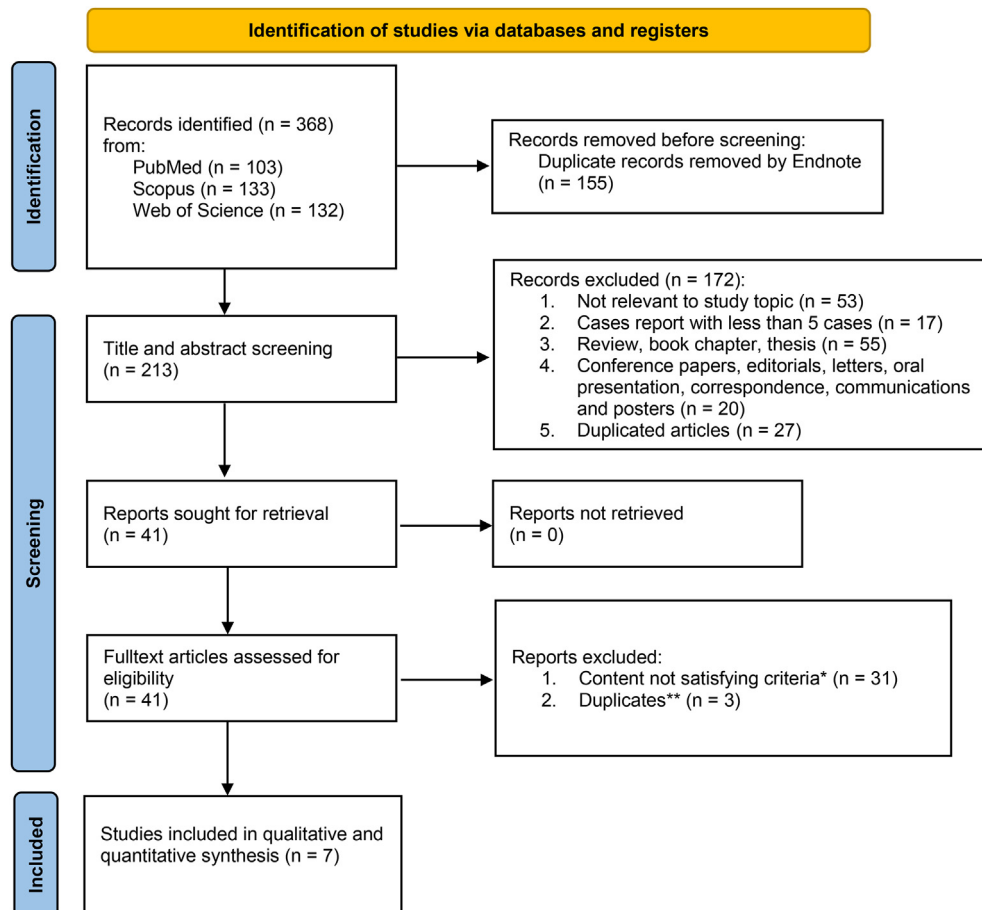 Identification of studies via databases and registers
Identification
Records identified (n = 368)
from:
PubMed (n = 103)
Scopus (n = 133)
Web of Science (n = 132)
Records removed before screening:
Duplicate records removed by Endnote
(n = 155)
Screening
Title and abstract screening
(n = 213)
Records excluded (n = 172):
1. Not relevant to study topic (n = 53)
2. Cases report with less than 5 cases (n = 17)
3. Review, book chapter, thesis (n = 55)
4. Conference papers, editorials, letters, oral
presentation, correspondence, communications
and posters (n = 20)
5. Duplicated articles (n = 27)
Reports sought for retrieval
(n = 41)
Reports not retrieved
(n = 0)
Fulltext articles assessed for
eligibility
(n = 41)
Reports excluded:
1. Content not satisfying criteria* (n = 31)
2. Duplicates** (n = 3)
Included
Studies included in qualitative and
quantitative synthesis (n = 7)